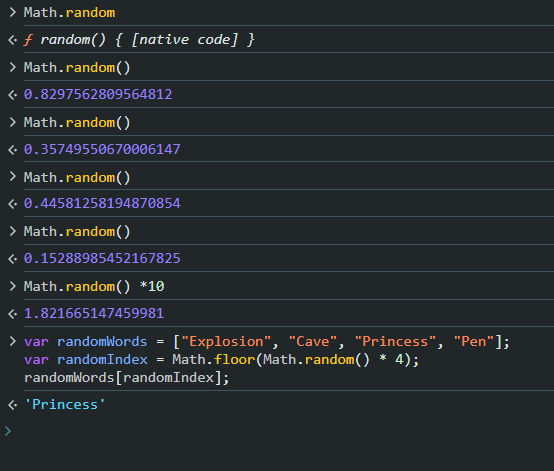 > Math.random
<· ƒ random() { [native code] }
> Math.random()
<· 0.8297562809564812
> Math.random()
<· 0.35749550670006147
> Math.random()
<· 0.44581258194870854
> Math.random()
<· 0.15288985452167825
> Math.random() *10
<· 1.821665147459981
> var randomWords = ["Explosion", "Cave", "Princess", "Pen"];
var randomIndex = Math.floor(Math.random() * 4);
randomWords[randomIndex];
<· 'Princess'
>